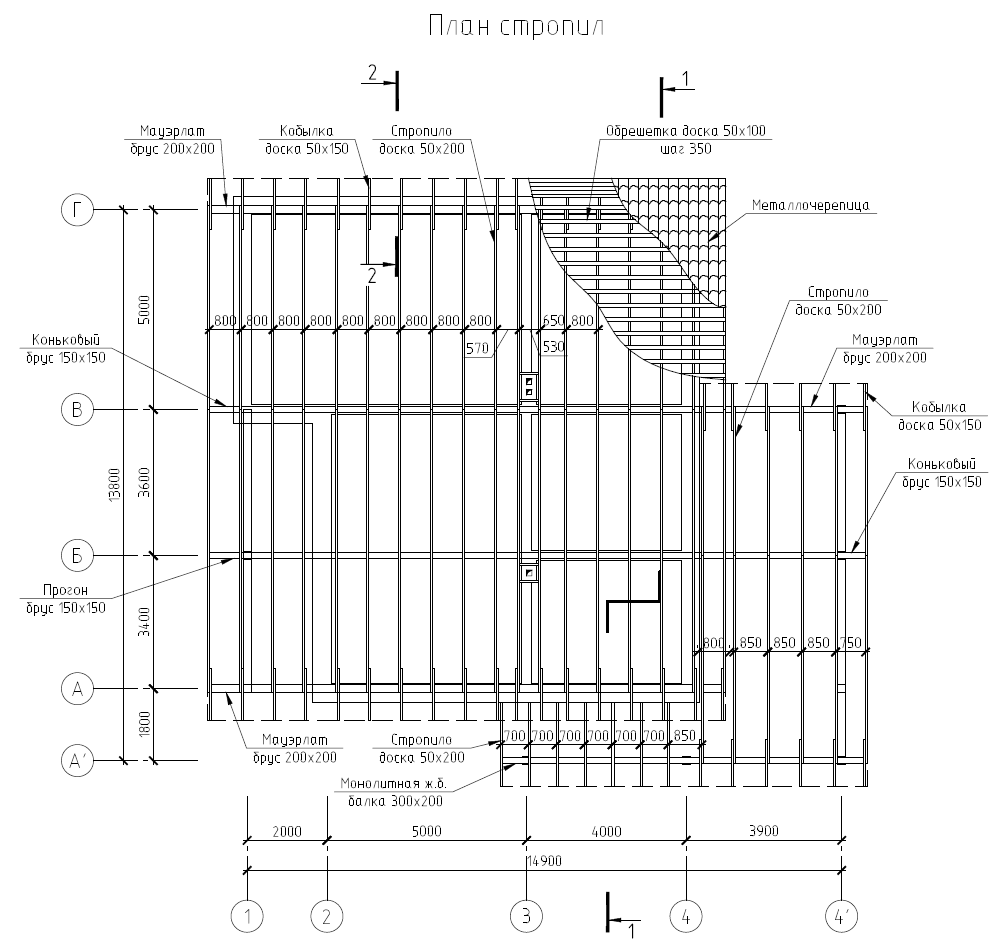 План стропил
2
1
Мауэрлат
брус 200х200
Кобылка
доска 50х150
Стропило
доска 50х200
Обрешетка доска 50х100
шаг 350
Металлочерепица
Г
2
5000
Стропило
доска 50х200
800 800 800 800 800 800 800 800 800 650 800
570 530
Коньковый
брус 150х150
Мауэрлат
брус 200х200
В
Кобылка
доска 50х150
13800
3600
Коньковый
брус 150х150
Б
Прогон
брус 150х150
3400
800 850 850 850 750
А
1800
Мауэрлат
брус 200х200
Стропило
доска 50х200
700 700 700 700 700 700 850
А′
Монолитная ж.б.
балка 300х200
2000 5000 4000 3900
14900
1 2 3 4 4′
1